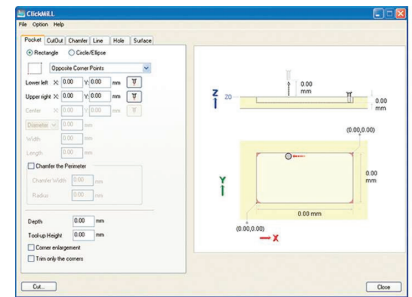 ClickMILL
File Option Help
Pocket CutOut Chamfer Line Hole Surface
Rectangle Circle/Ellipse
Opposite Corner Points
Lower left X: 0.00 Y: 0.00 mm
Upper right X: 0.00 Y: 0.00 mm
Center X: 0.00 Y: 0.00 mm
Diameter 0.00 mm
Width 0.00 mm
Length 0.00 mm
Chamfer the Perimeter
Chamfer Width 0.00 mm
Radius 0.00 mm
Depth 0.00 mm
Tool-up Height 0.00 mm
Corner enlargement
Trim only the corners
Cut...
Z
Z0
0.00
mm
0.00
mm
(0.00,0.00)
Y
0.00
mm
0.00 mm
(0.00,0.00)
X
Close